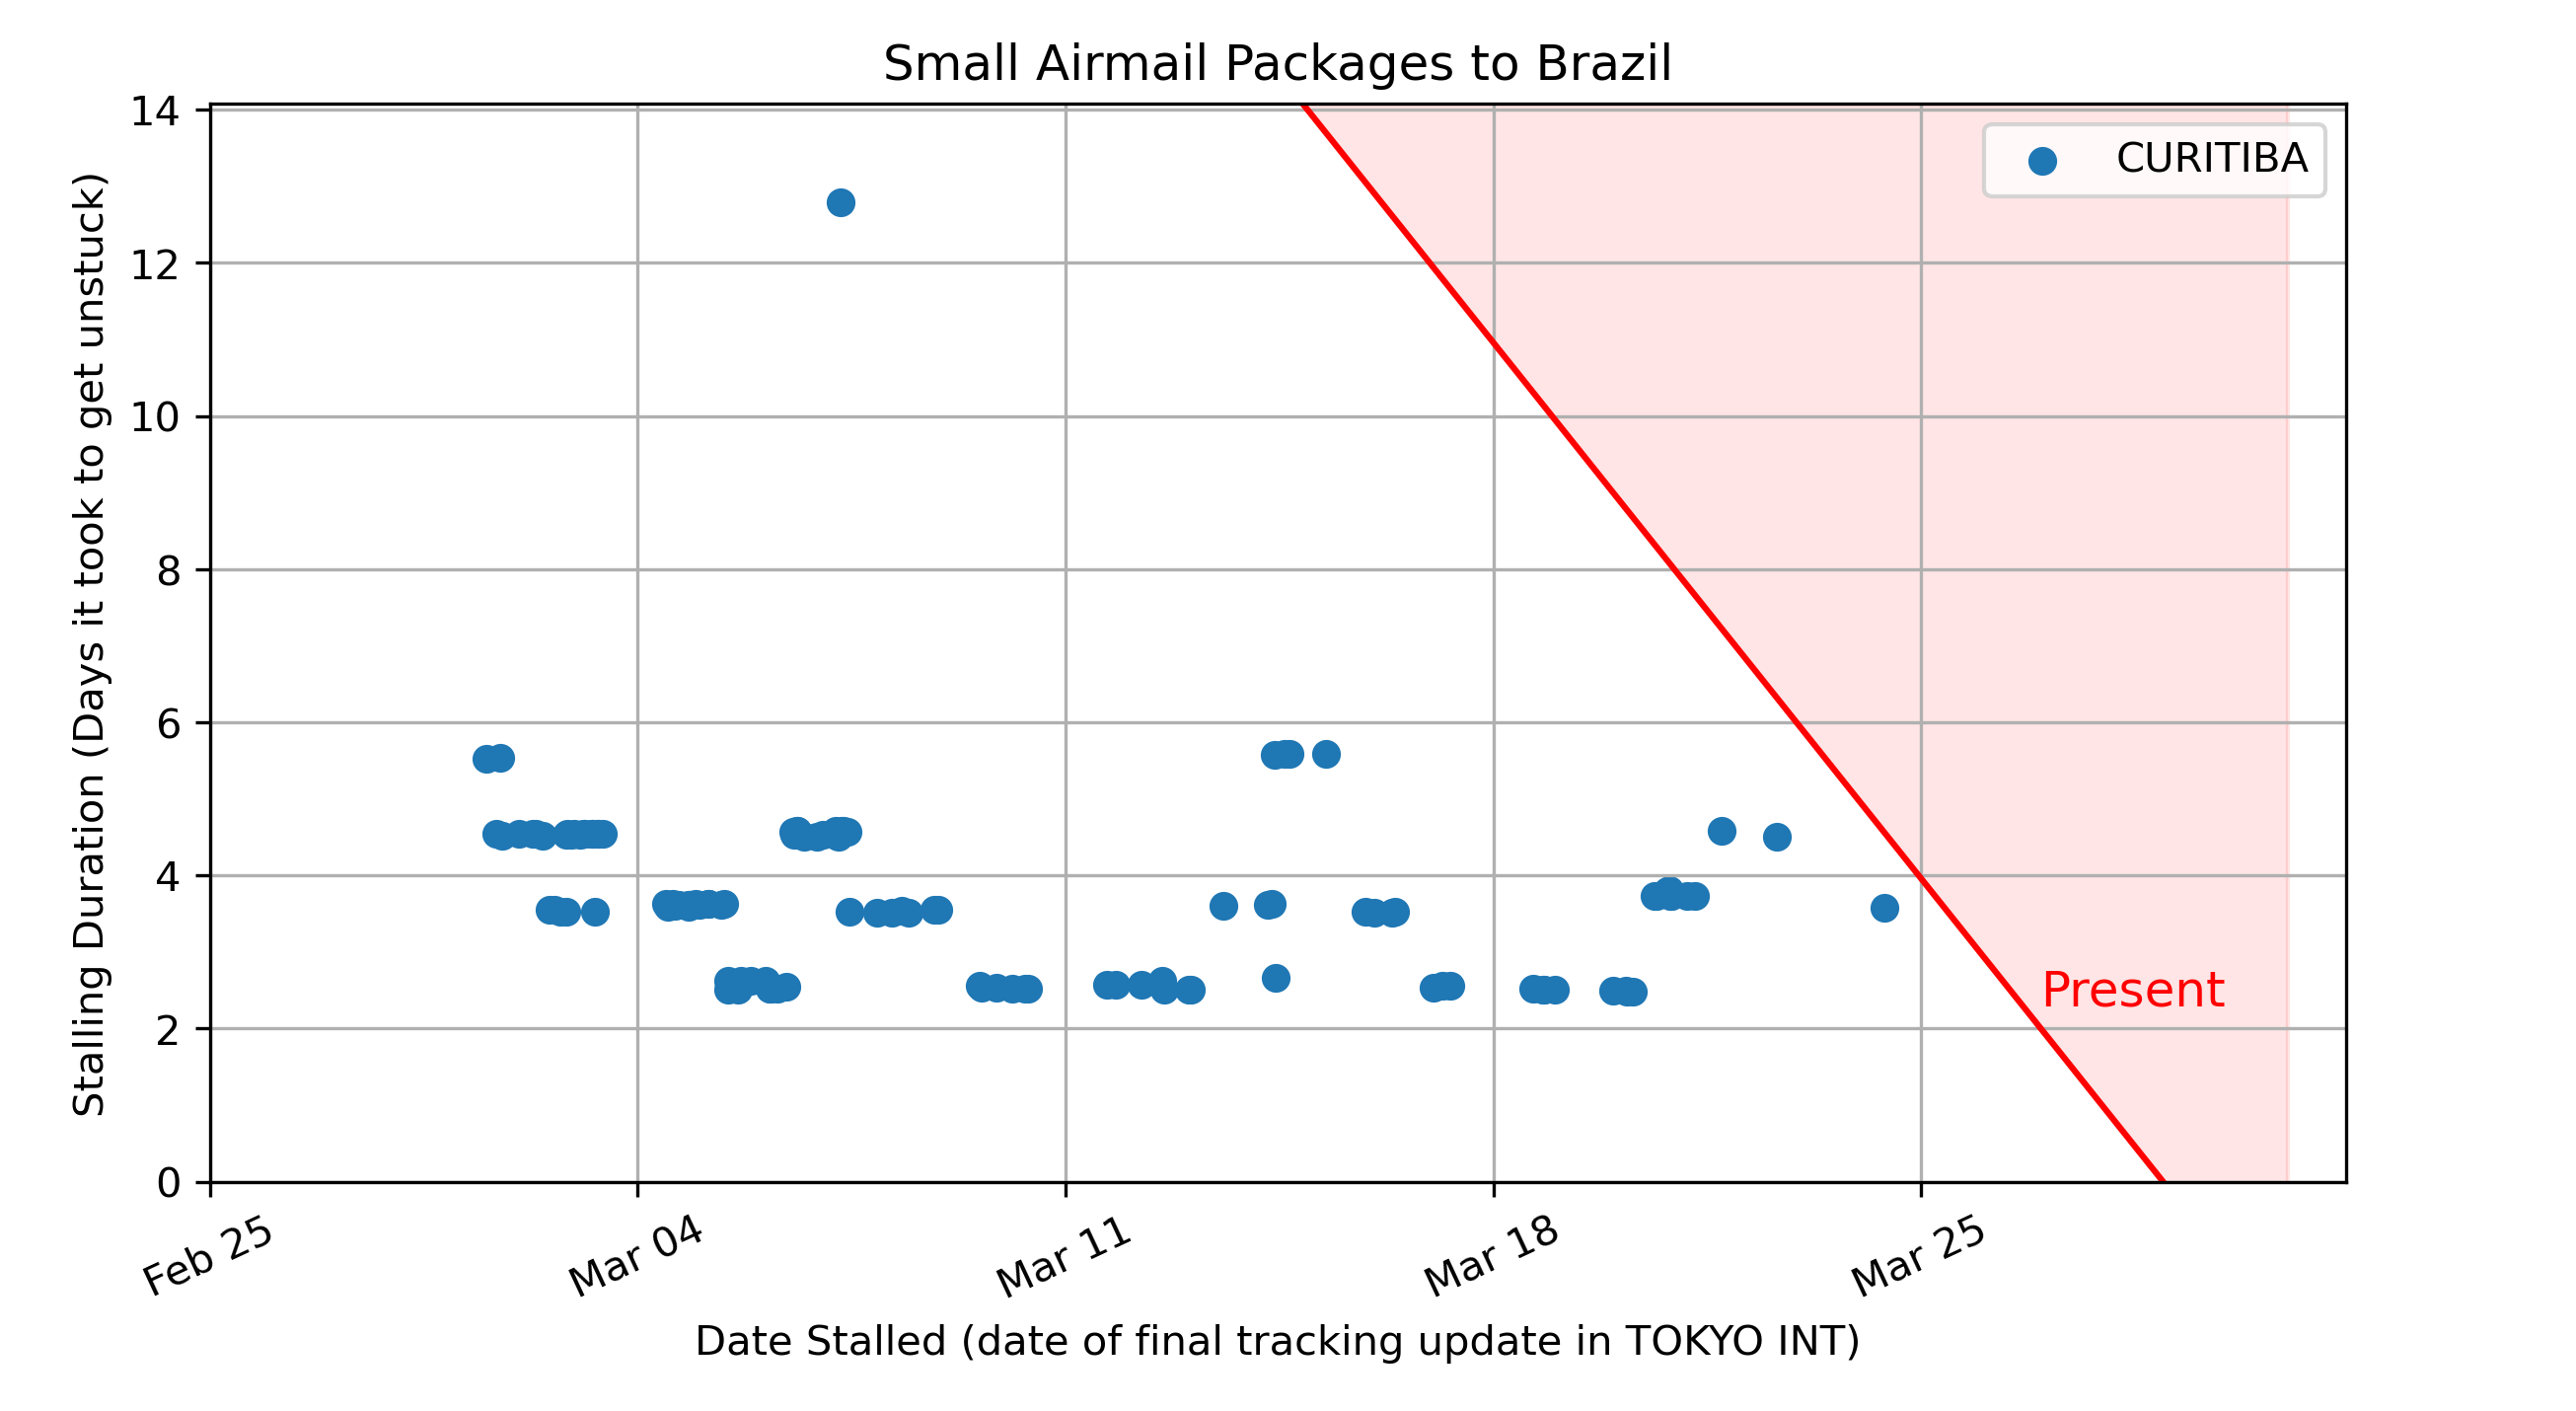 Small Airmail Packages to Brazil
Stalling Duration (Days it took to get unstuck)
14
12
10
8
6
4
2
0
CURITIBA
Present
Feb 25
Mar 04
Mar 11
Mar 18
Mar 25
Date Stalled (date of final tracking update in TOKYO INT)